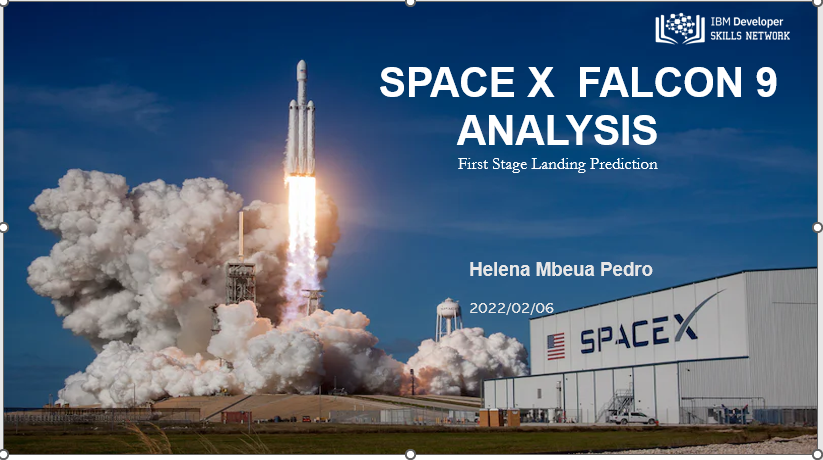 IBM Developer
SKILLS NETWORK
SPACE X FALCON 9
ANALYSIS
First Stage Landing Prediction
Helena Mbeua Pedro
2022/02/06
SPACEX